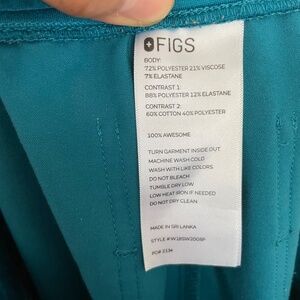 FIGS
BODY:
72% POLYESTER 21% VISCOSE
7% ELASTANE
CONTRAST 1:
88% POLYESTER 12% ELASTANE
CONTRAST 2:
60% COTTON 40% POLYESTER
100% AWESOME
TURN GARMENT INSIDE OUT
MACHINE WASH COLD
WASH WITH LIKE COLORS
DO NOT BLEACH
TUMBLE DRY LOW
LOW HEAT IRON IF NEEDED
DO NOT DRY CLEAN
MADE IN SRI LANKA
PO# 2134